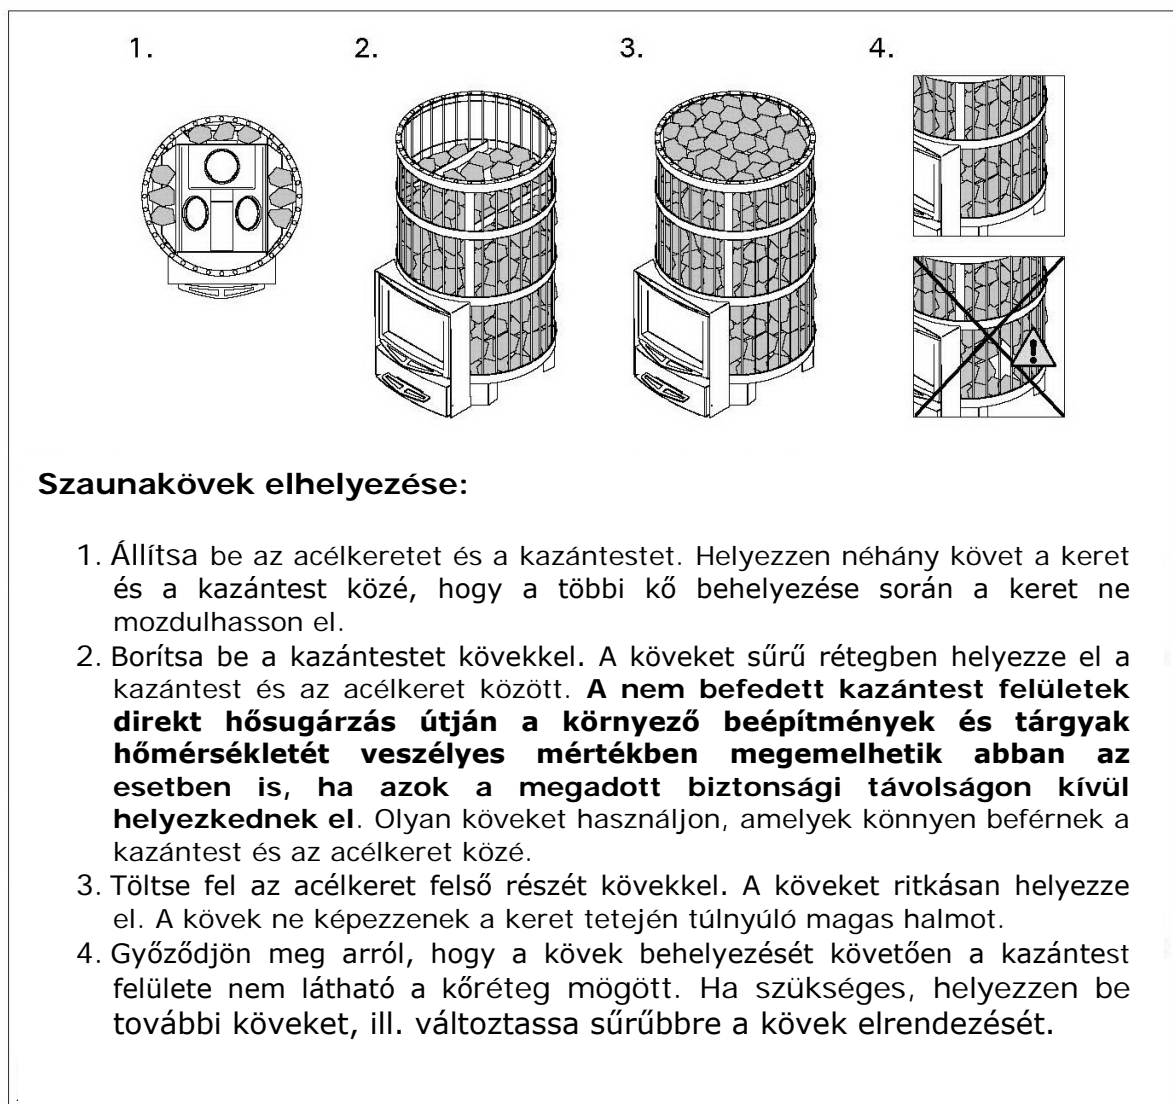 1. 2. 3. 4.
Szaunakövek elhelyezése:
1. Állítsa be az acélkeretet és a kazántestet. Helyezzen néhány követ a keret
és a kazántest közé, hogy a többi kő behelyezése során a keret ne
mozdulhasson el.
2. Borítsa be a kazántestet kövekkel. A köveket sűrű rétegben helyezze el a
kazántest és az acélkeret között. A nem befedett kazántest felületek
direkt hősugárzás útján a környező beépítmények és tárgyak
hőmérsékletét veszélyes mértékben megemelhetik abban az
esetben is, ha azok a megadott biztonsági távolságon kívül
helyezkednek el. Olyan köveket használjon, amelyek könnyen beférnek a
kazántest és az acélkeret közé.
3. Töltse fel az acélkeret felső részét kövekkel. A köveket ritkásan helyezze
el. A kövek ne képezzenek a keret tetején túlnyúló magas halmot.
4. Győződjön meg arról, hogy a kövek behelyezését követően a kazántest
felülete nem látható a kőréteg mögött. Ha szükséges, helyezzen be
további köveket, ill. változtassa sűrűbbre a kövek elrendezését.